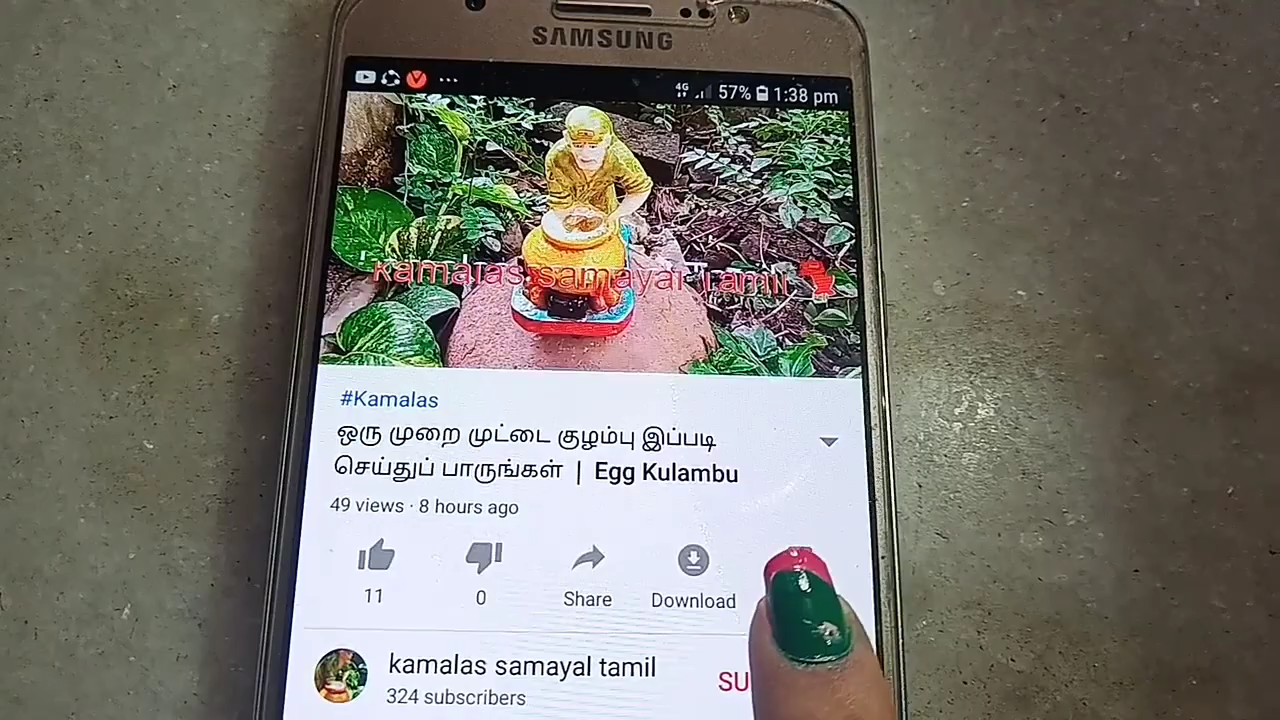 SAMSUNG
4G 57% 1:38 pm
kamalas samayal Tamil
#Kamalas
ஒரு முறை முட்டை குழம்பு இப்படி
செய்துப் பாருங்கள் | Egg Kulambu
49 views · 8 hours ago
11 0 Share Download
kamalas samayal tamil
SU
324 subscribers